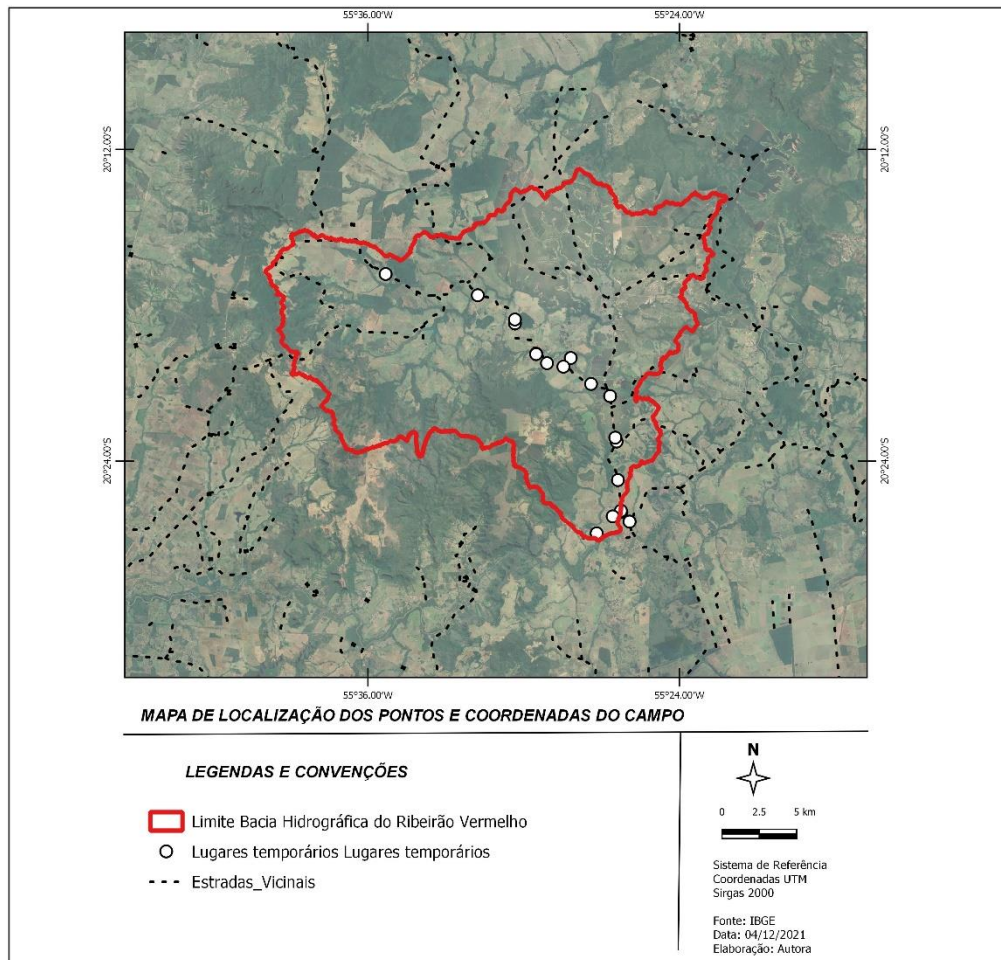 55°36.00'W
55°24.00'W
20°12.00'S
20°12.00'S
20°24.00'S
20°24.00'S
55°36.00'W
55°24.00'W
MAPA DE LOCALIZAÇÃO DOS PONTOS E COORDENADAS DO CAMPO
LEGENDAS E CONVENÇÕES
Limite Bacia Hidrográfica do Ribeirão Vermelho
Lugares temporários Lugares temporários
Estradas_Vicinais
N
0 2.5 5 km
Sistema de Referência
Coordenadas UTM
Sirgas 2000
Fonte: IBGE
Data: 04/12/2021
Elaboração: Autora